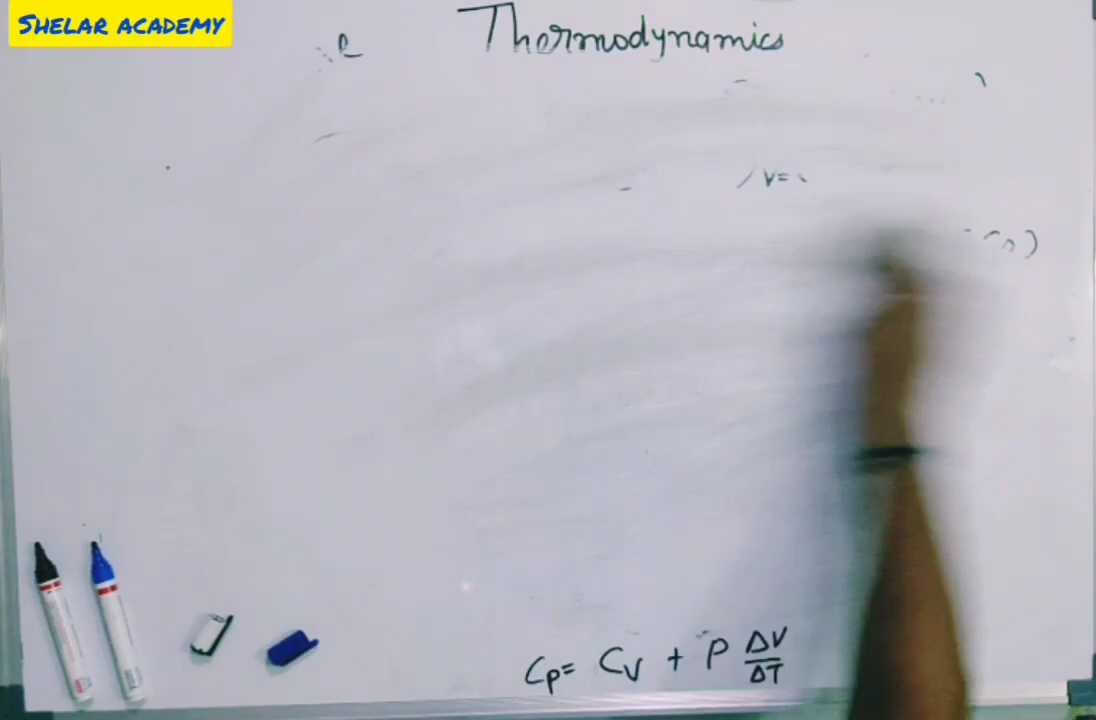 SHELAR ACADEMY
Thermodynamics
V=
Cp= CV + P ΔV/ΔT